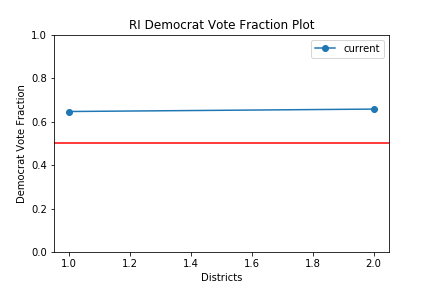 RI Democrat Vote Fraction Plot
current
Democrat Vote Fraction
1.0
0.8
0.6
0.4
0.2
0.0
1.0 1.2 1.4 1.6 1.8 2.0
Districts